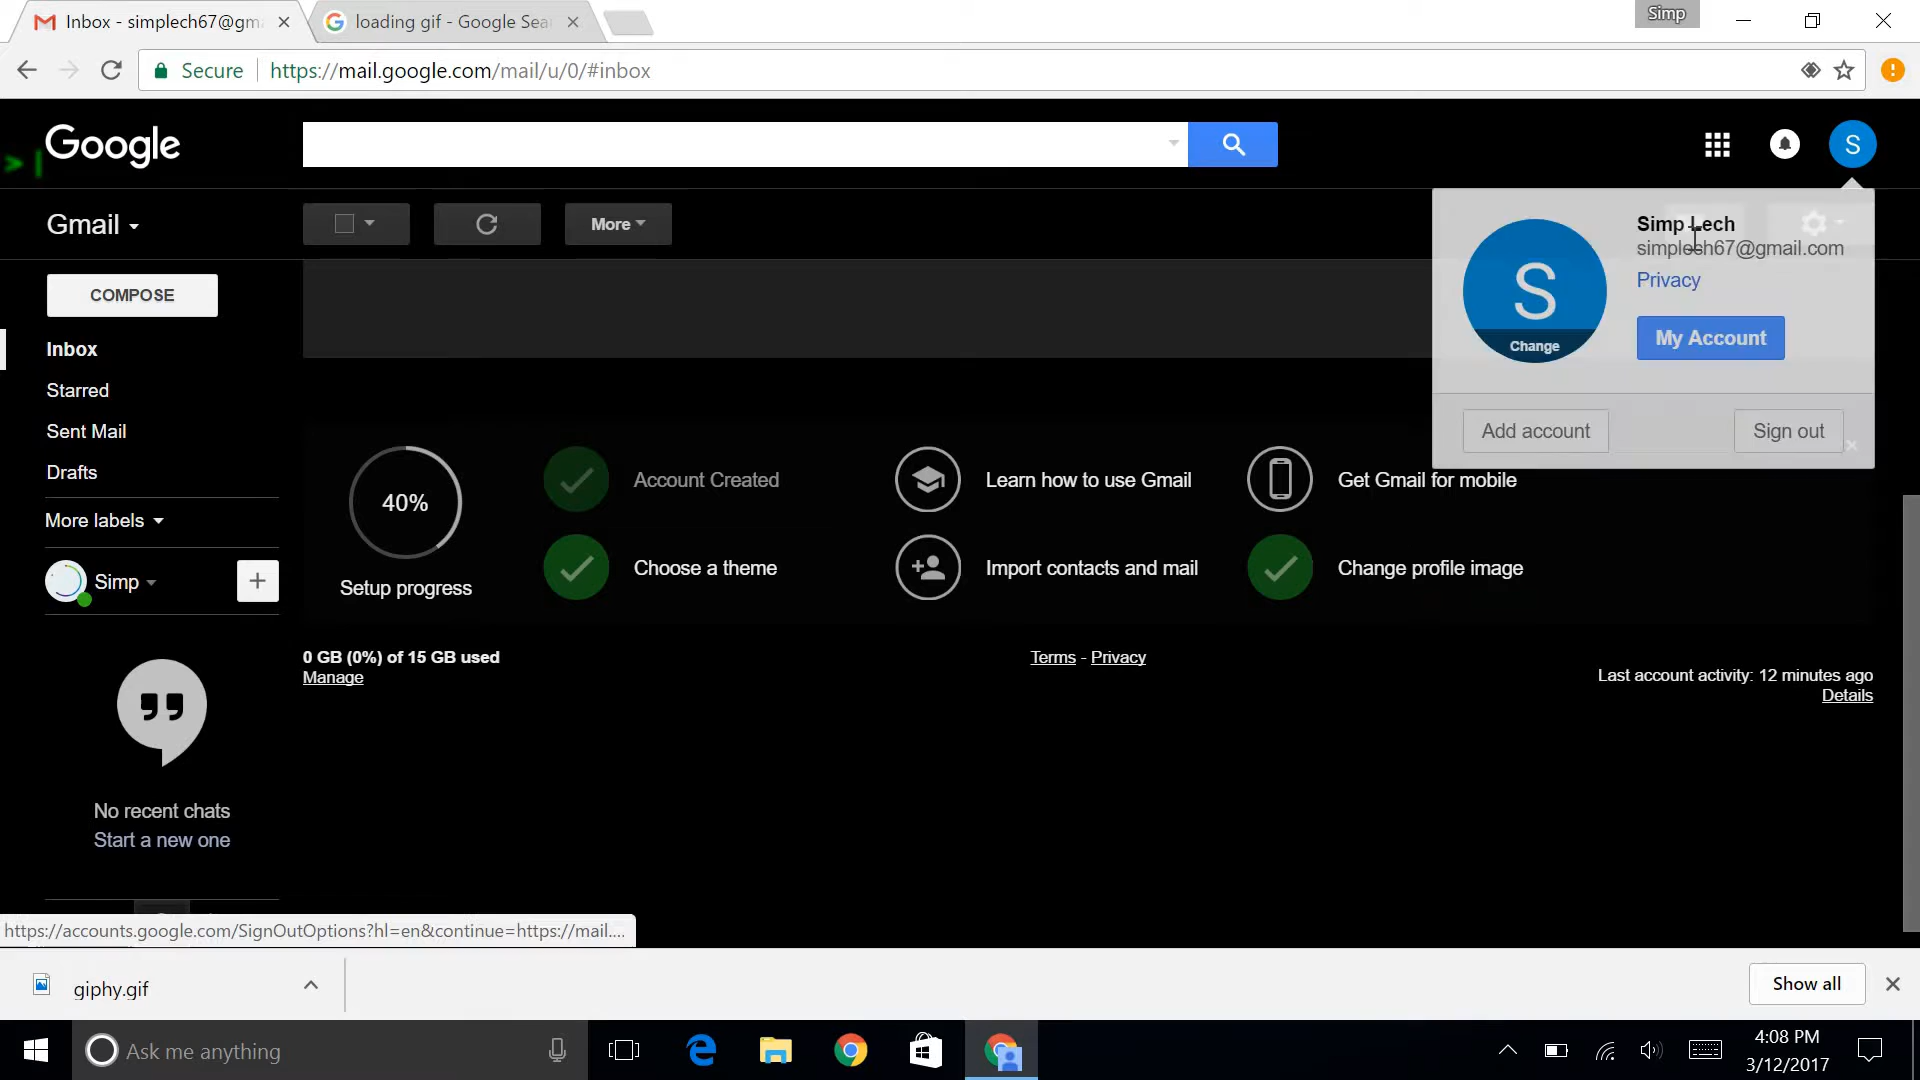 Inbox - simplech67@gm
loading gif - Google Sea
Simp
Secure
https://mail.google.com/mail/u/0/#inbox
Google
S
> |
Gmail
More
Simp Lech
simplech67@gmail.com
Privacy
S
Change
My Account
Add account
Sign out
COMPOSE
Inbox
Starred
Sent Mail
Drafts
More labels
Simp
+
40%
Setup progress
Account Created
Learn how to use Gmail
Get Gmail for mobile
Choose a theme
Import contacts and mail
Change profile image
0 GB (0%) of 15 GB used
Manage
Terms - Privacy
Last account activity: 12 minutes ago
Details
No recent chats
Start a new one
https://accounts.google.com/SignOutOptions?hl=en&continue=https://mail....
giphy.gif
Show all
Ask me anything
4:08 PM
3/12/2017